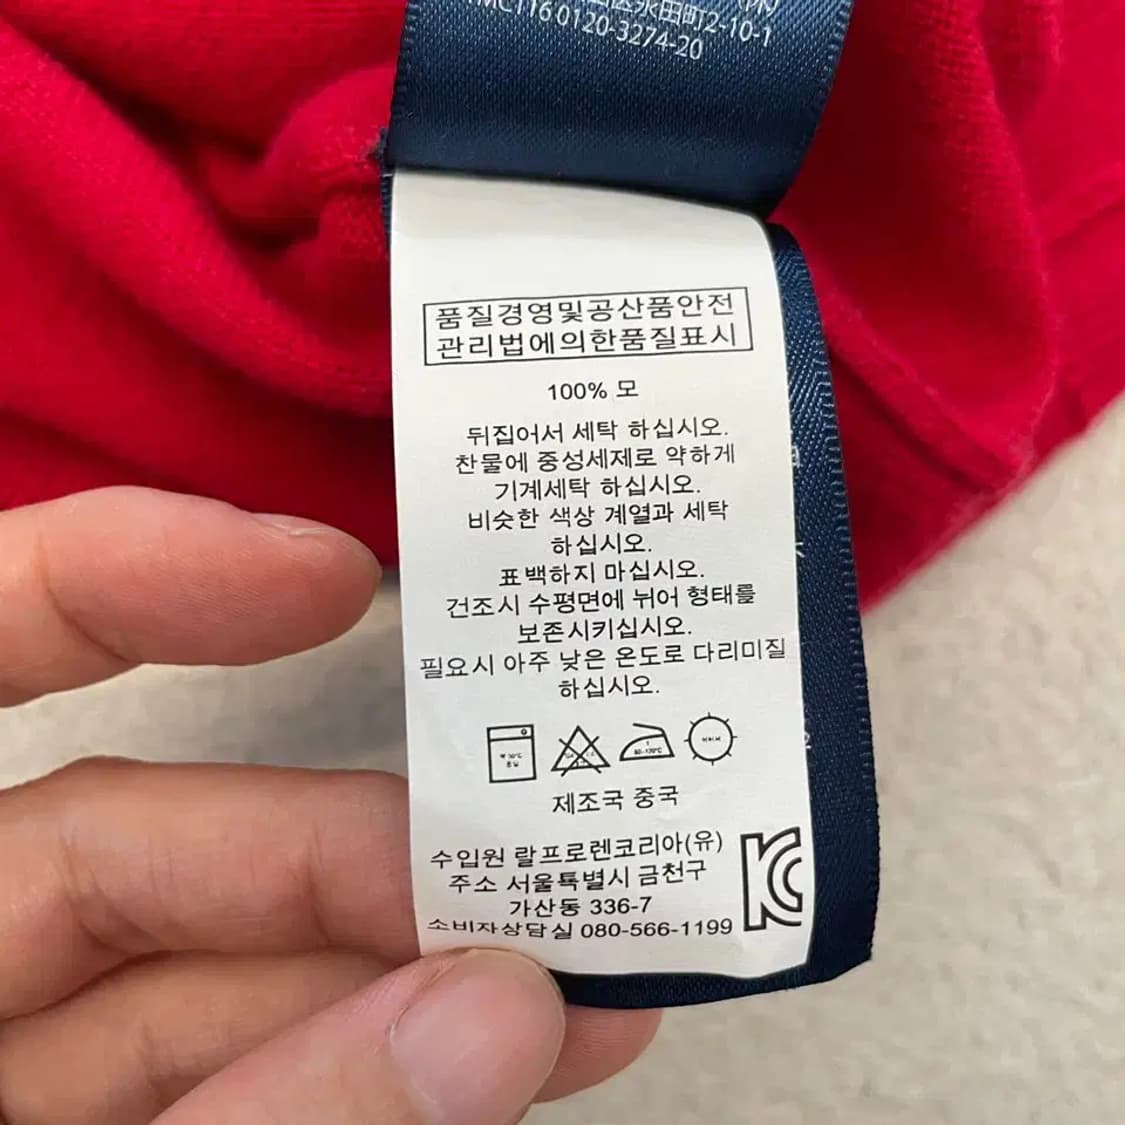 区永田町2-10-1
TMC116 0120-3274-20
품질경영및공산품안전
관리법에의한품질표시
100% 모
뒤집어서 세탁 하십시오.
찬물에 중성세제로 약하게
기계세탁 하십시오.
비슷한 색상 계열과 세탁
하십시오.
표백하지 마십시오.
건조시 수평면에 뉘어 형태를
보존시키십시오.
필요시 아주 낮은 온도로 다리미질
하십시오.
제조국 중국
수입원 랄프로렌코리아(유)
주소 서울특별시 금천구
가산동 336-7
소비자상담실 080-566-1199